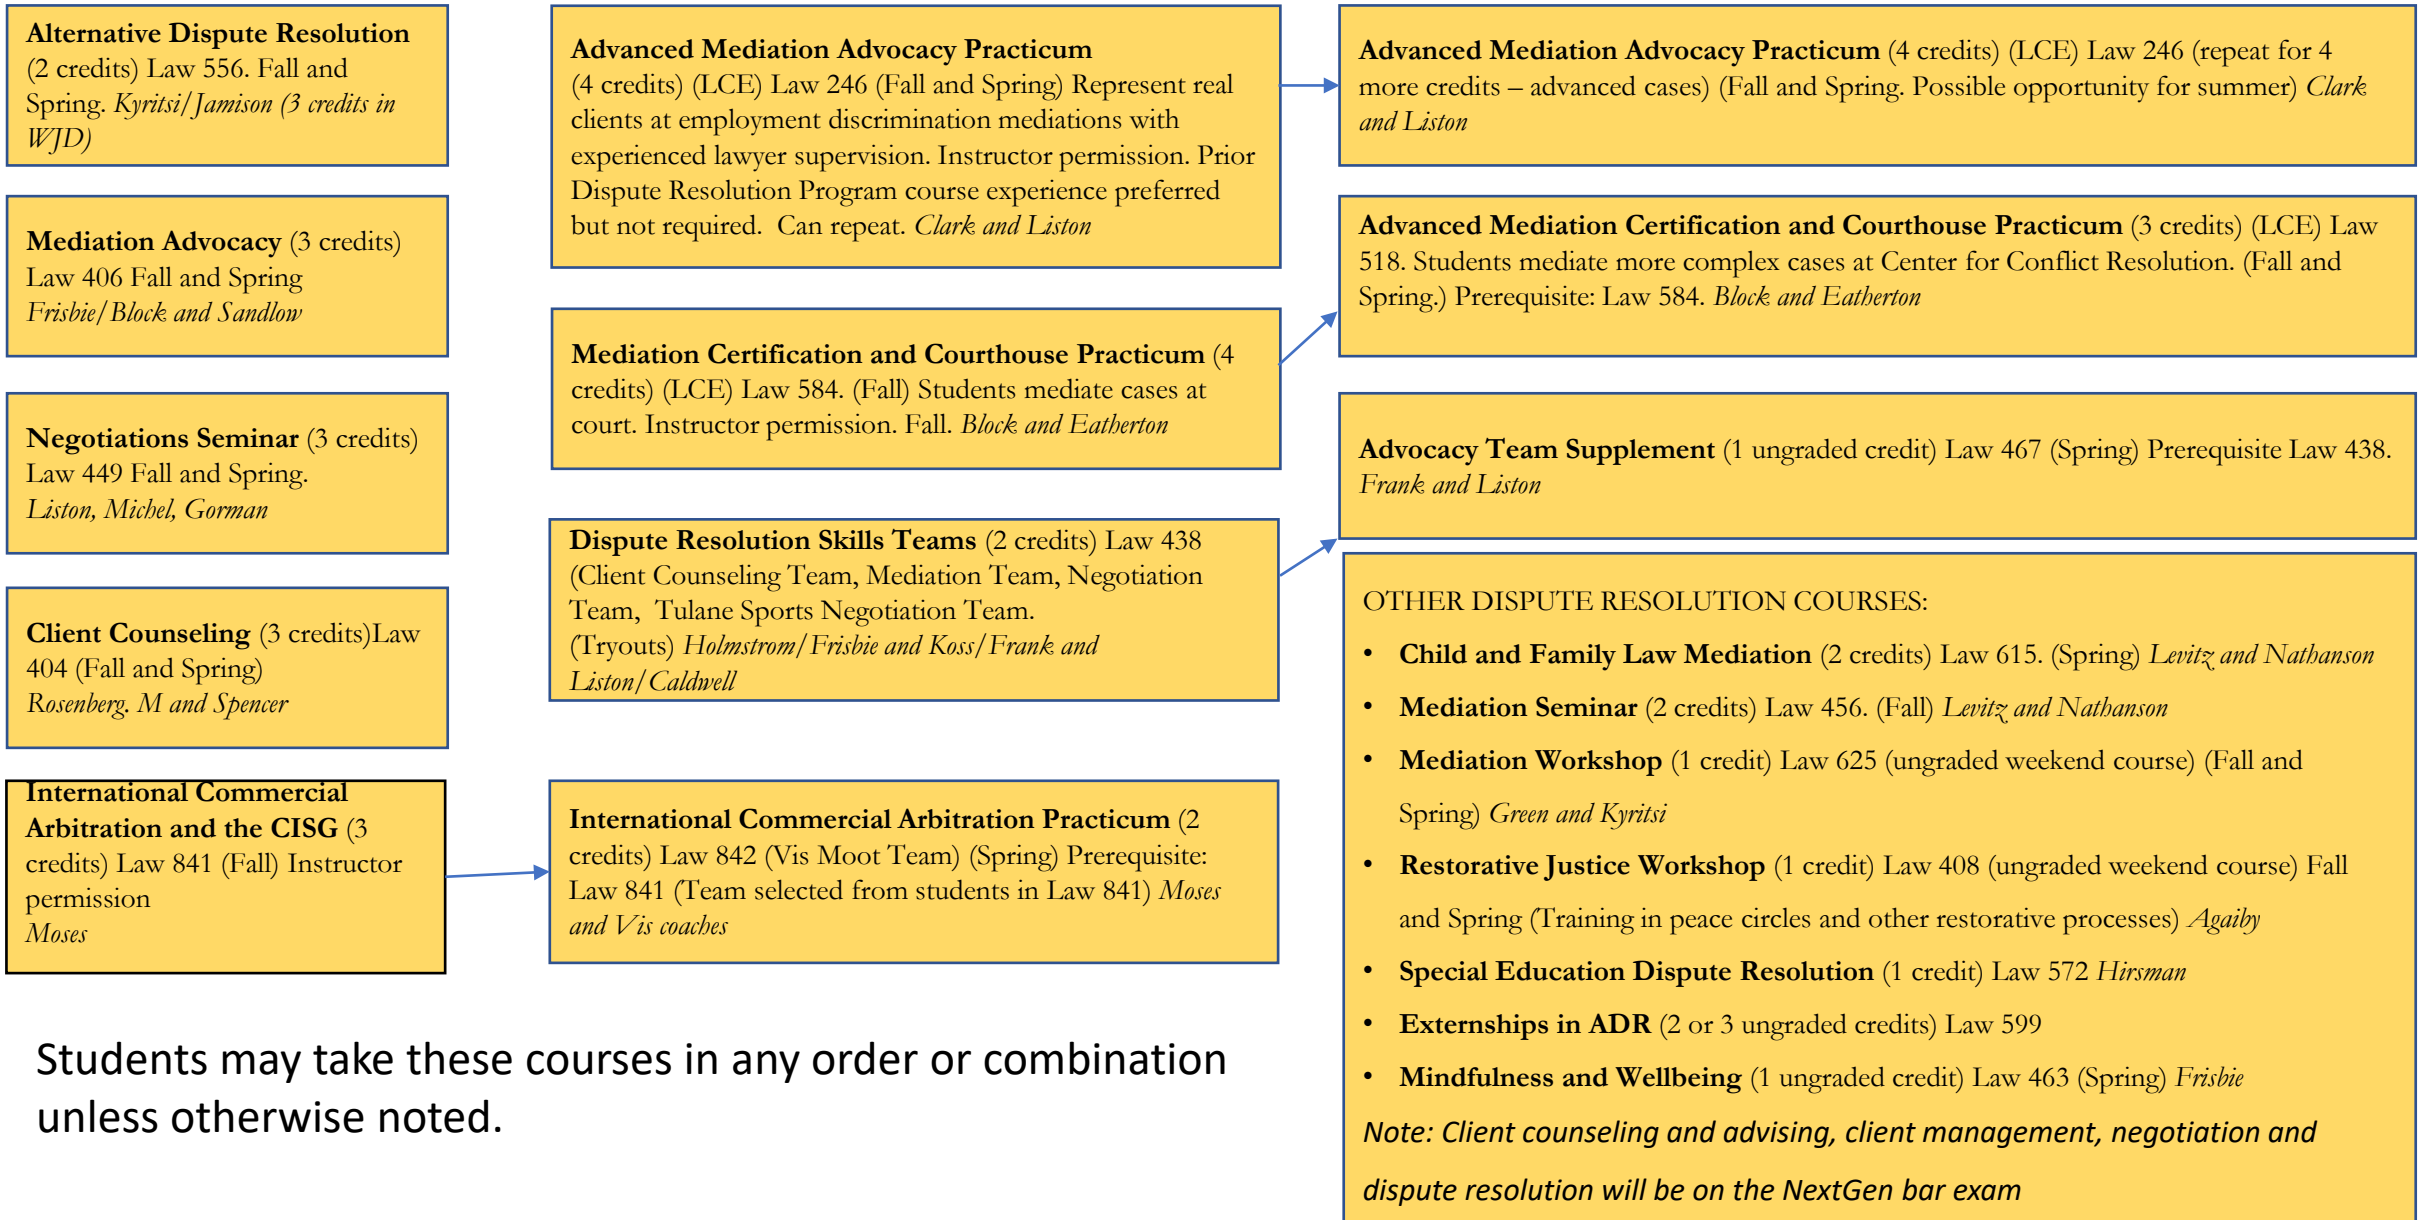 Alternative Dispute Resolution
(2 credits) Law 556. Fall and
Spring. Kyritsi/Jamison (3 credits in
WJD)
Mediation Advocacy (3 credits)
Law 406 Fall and Spring
Frisbie/Block and Sandlow
Negotiations Seminar (3 credits)
Law 449 Fall and Spring.
Liston, Michel, Gorman
Client Counseling (3 credits)Law
404 (Fall and Spring)
Rosenberg. M and Spencer
International Commercial
Arbitration and the CISG (3
credits) Law 841 (Fall) Instructor
permission
Moses
Advanced Mediation Advocacy Practicum
(4 credits) (LCE) Law 246 (Fall and Spring) Represent real
clients at employment discrimination mediations with
experienced lawyer supervision. Instructor permission. Prior
Dispute Resolution Program course experience preferred
but not required. Can repeat. Clark and Liston
Mediation Certification and Courthouse Practicum (4
credits) (LCE) Law 584. (Fall) Students mediate cases at
court. Instructor permission. Fall. Block and Eatherton
Dispute Resolution Skills Teams (2 credits) Law 438
(Client Counseling Team, Mediation Team, Negotiation
Team, Tulane Sports Negotiation Team.
(Tryouts) Holmstrom/Frisbie and Koss/Frank and
Liston/Caldwell
International Commercial Arbitration Practicum (2
credits) Law 842 (Vis Moot Team) (Spring) Prerequisite:
Law 841 (Team selected from students in Law 841) Moses
and Vis coaches
Advanced Mediation Advocacy Practicum (4 credits) (LCE) Law 246 (repeat for 4
more credits – advanced cases) (Fall and Spring. Possible opportunity for summer) Clark
and Liston
Advanced Mediation Certification and Courthouse Practicum (3 credits) (LCE) Law
518. Students mediate more complex cases at Center for Conflict Resolution. (Fall and
Spring.) Prerequisite: Law 584. Block and Eatherton
Advocacy Team Supplement (1 ungraded credit) Law 467 (Spring) Prerequisite Law 438.
Frank and Liston
OTHER DISPUTE RESOLUTION COURSES:
• Child and Family Law Mediation (2 credits) Law 615. (Spring) Levitz and Nathanson
• Mediation Seminar (2 credits) Law 456. (Fall) Levitz and Nathanson
• Mediation Workshop (1 credit) Law 625 (ungraded weekend course) (Fall and
Spring) Green and Kyritsi
• Restorative Justice Workshop (1 credit) Law 408 (ungraded weekend course) Fall
and Spring (Training in peace circles and other restorative processes) Agaiby
• Special Education Dispute Resolution (1 credit) Law 572 Hirsman
• Externships in ADR (2 or 3 ungraded credits) Law 599
• Mindfulness and Wellbeing (1 ungraded credit) Law 463 (Spring) Frisbie
Note: Client counseling and advising, client management, negotiation and
dispute resolution will be on the NextGen bar exam
Students may take these courses in any order or combination
unless otherwise noted.